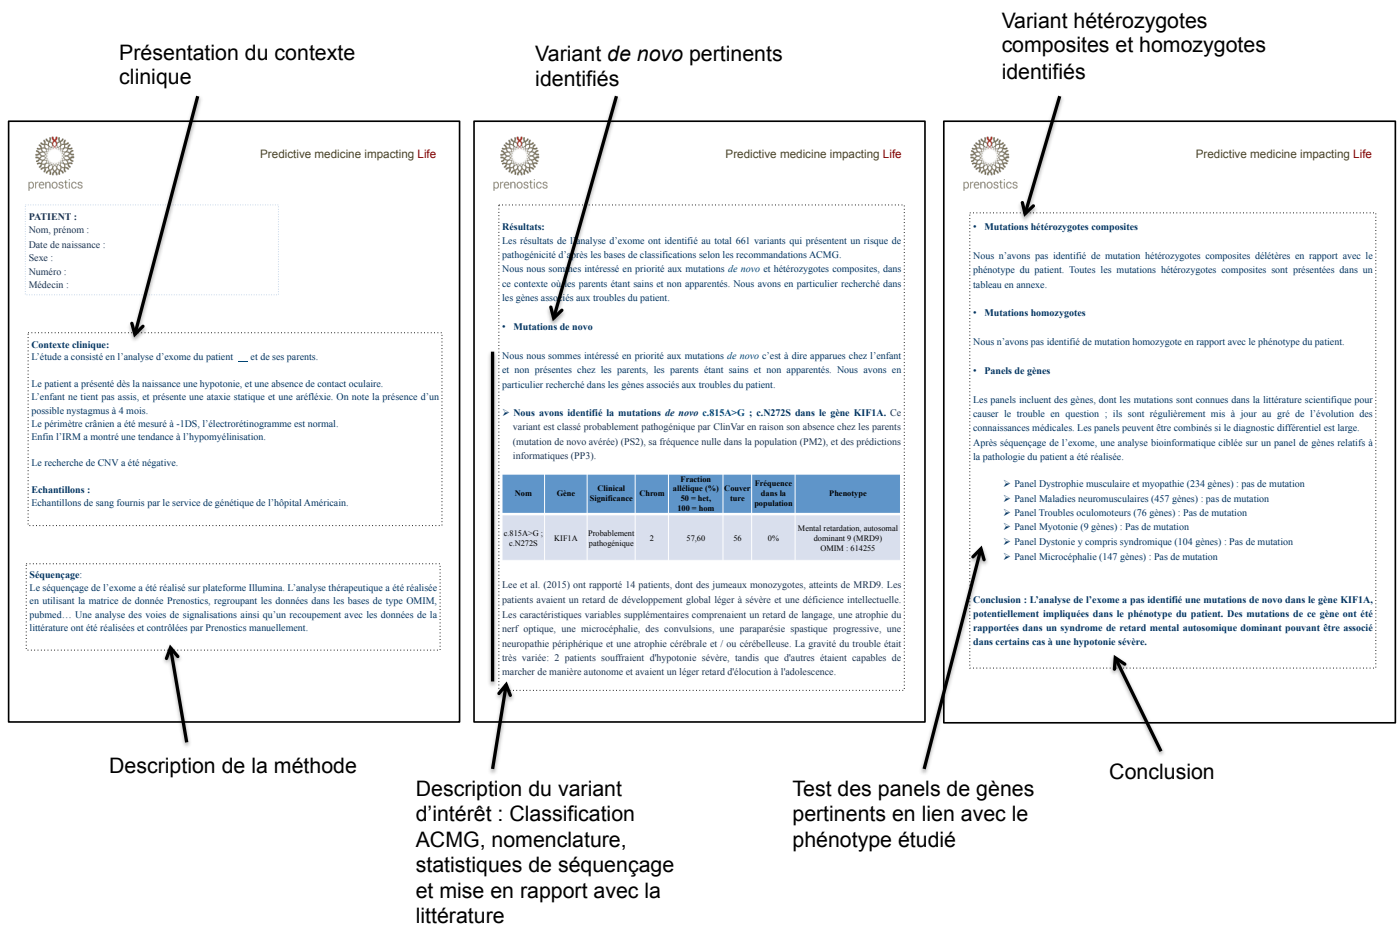 Présentation du contexte
clinique
Variant de novo pertinents
identifiés
Variant hétérozygotes
composites et homozygotes
identifiés
prenostics
Predictive medicine impacting Life
PATIENT :
Nom, prénom :
Date de naissance :
Sexe :
Numéro :
Médecin :
Contexte clinique:
L'étude a consisté en l'analyse d'exome du patient __ et de ses parents.
Le patient a présenté dès la naissance une hypotonie, et une absence de contact oculaire.
L'enfant ne tient pas assis, et présente une ataxie statique et une aréfléxie. On note la présence d'un
possible nystagmus à 4 mois.
Le périmètre crânien a été mesuré à -1DS, l'électrorétinogramme est normal.
Enfin l'IRM a montré une tendance à l'hypomyélinisation.
Le recherche de CNV a été négative.
Echantillons :
Echantillons de sang fournis par le service de génétique de l'hôpital Américain.
Séquençage:
Le séquençage de l'exome a été réalisé sur plateforme Illumina. L'analyse thérapeutique a été réalisée
en utilisant la matrice de donnée Prenostics, regroupant les données dans les bases de type OMIM,
pubmed… Une analyse des voies de signalisations ainsi qu'un recoupement avec les données de la
littérature ont été réalisées et contrôlées par Prenostics manuellement.
Description de la méthode
prenostics
Predictive medicine impacting Life
Résultats:
Les résultats de l'analyse d'exome ont identifié au total 661 variants qui présentent un risque de
pathogénicité d'après les bases de classifications selon les recommandations ACMG.
Nous nous sommes intéressé en priorité aux mutations de novo et hétérozygotes composites, dans
ce contexte où les parents étant sains et non apparentés. Nous avons en particulier recherché dans
les gènes associés aux troubles du patient.
• Mutations de novo
Nous nous sommes intéressé en priorité aux mutations de novo c'est à dire apparues chez l'enfant
et non présentes chez les parents, les parents étant sains et non apparentés. Nous avons en
particulier recherché dans les gènes associés aux troubles du patient.
➢ Nous avons identifié la mutations de novo c.815A>G ; c.N272S dans le gène KIF1A. Ce
variant est classé probablement pathogénique par ClinVar en raison son absence chez les parents
(mutation de novo avérée) (PS2), sa fréquence nulle dans la population (PM2), et des prédictions
informatiques (PP3).
Nom Gène Clinical Significance Chrom Fraction allélique (%) 50 = het, 100 = hom Couver ture Fréquence dans la population Phenotype
c.815A>G ; c.N272S KIF1A Probablement pathogénique 2 57,60 56 0% Mental retardation, autosomal dominant 9 (MRD9) OMIM : 614255
Lee et al. (2015) ont rapporté 14 patients, dont des jumeaux monozygotes, atteints de MRD9. Les
patients avaient un retard de développement global léger à sévère et une déficience intellectuelle.
Les caractéristiques variables supplémentaires comprenaient un retard de langage, une atrophie du
nerf optique, une microcéphalie, des convulsions, une paraparésie spastique progressive, une
neuropathie périphérique et une atrophie cérébrale et / ou cérébelleuse. La gravité du trouble était
très variée: 2 patients souffraient d'hypotonie sévère, tandis que d'autres étaient capables de
marcher de manière autonome et avaient un léger retard d'élocution à l'adolescence.
Description du variant
d'intérêt : Classification
ACMG, nomenclature,
statistiques de séquençage
et mise en rapport avec la
littérature
prenostics
Predictive medicine impacting Life
• Mutations hétérozygotes composites
Nous n'avons pas identifié de mutation hétérozygotes composites délétères en rapport avec le
phénotype du patient. Toutes les mutations hétérozygotes composites sont présentées dans un
tableau en annexe.
• Mutations homozygotes
Nous n'avons pas identifié de mutation homozygote en rapport avec le phénotype du patient.
• Panels de gènes
Les panels incluent des gènes, dont les mutations sont connues dans la littérature scientifique pour
causer le trouble en question ; ils sont régulièrement mis à jour au gré de l'évolution des
connaissances médicales. Les panels peuvent être combinés si le diagnostic différentiel est large.
Après séquençage de l'exome, une analyse bioinformatique ciblée sur un panel de gènes relatifs à
la pathologie du patient a été réalisée.
➢ Panel Dystrophie musculaire et myopathie (234 gènes) : pas de mutation
➢ Panel Maladies neuromusculaires (457 gènes) : pas de mutation
➢ Panel Troubles oculomoteurs (76 gènes) : Pas de mutation
➢ Panel Myotonie (9 gènes) : Pas de mutation
➢ Panel Dystonie y compris syndromique (104 gènes) : Pas de mutation
➢ Panel Microcéphalie (147 gènes) : Pas de mutation
Conclusion : L'analyse de l'exome a pas identifié une mutations de novo dans le gène KIF1A,
potentiellement impliquées dans le phénotype du patient. Des mutations de ce gène ont été
rapportées dans un syndrome de retard mental autosomique dominant pouvant être associé
dans certains cas à une hypotonie sévère.
Test des panels de gènes
pertinents en lien avec le
phénotype étudié
Conclusion